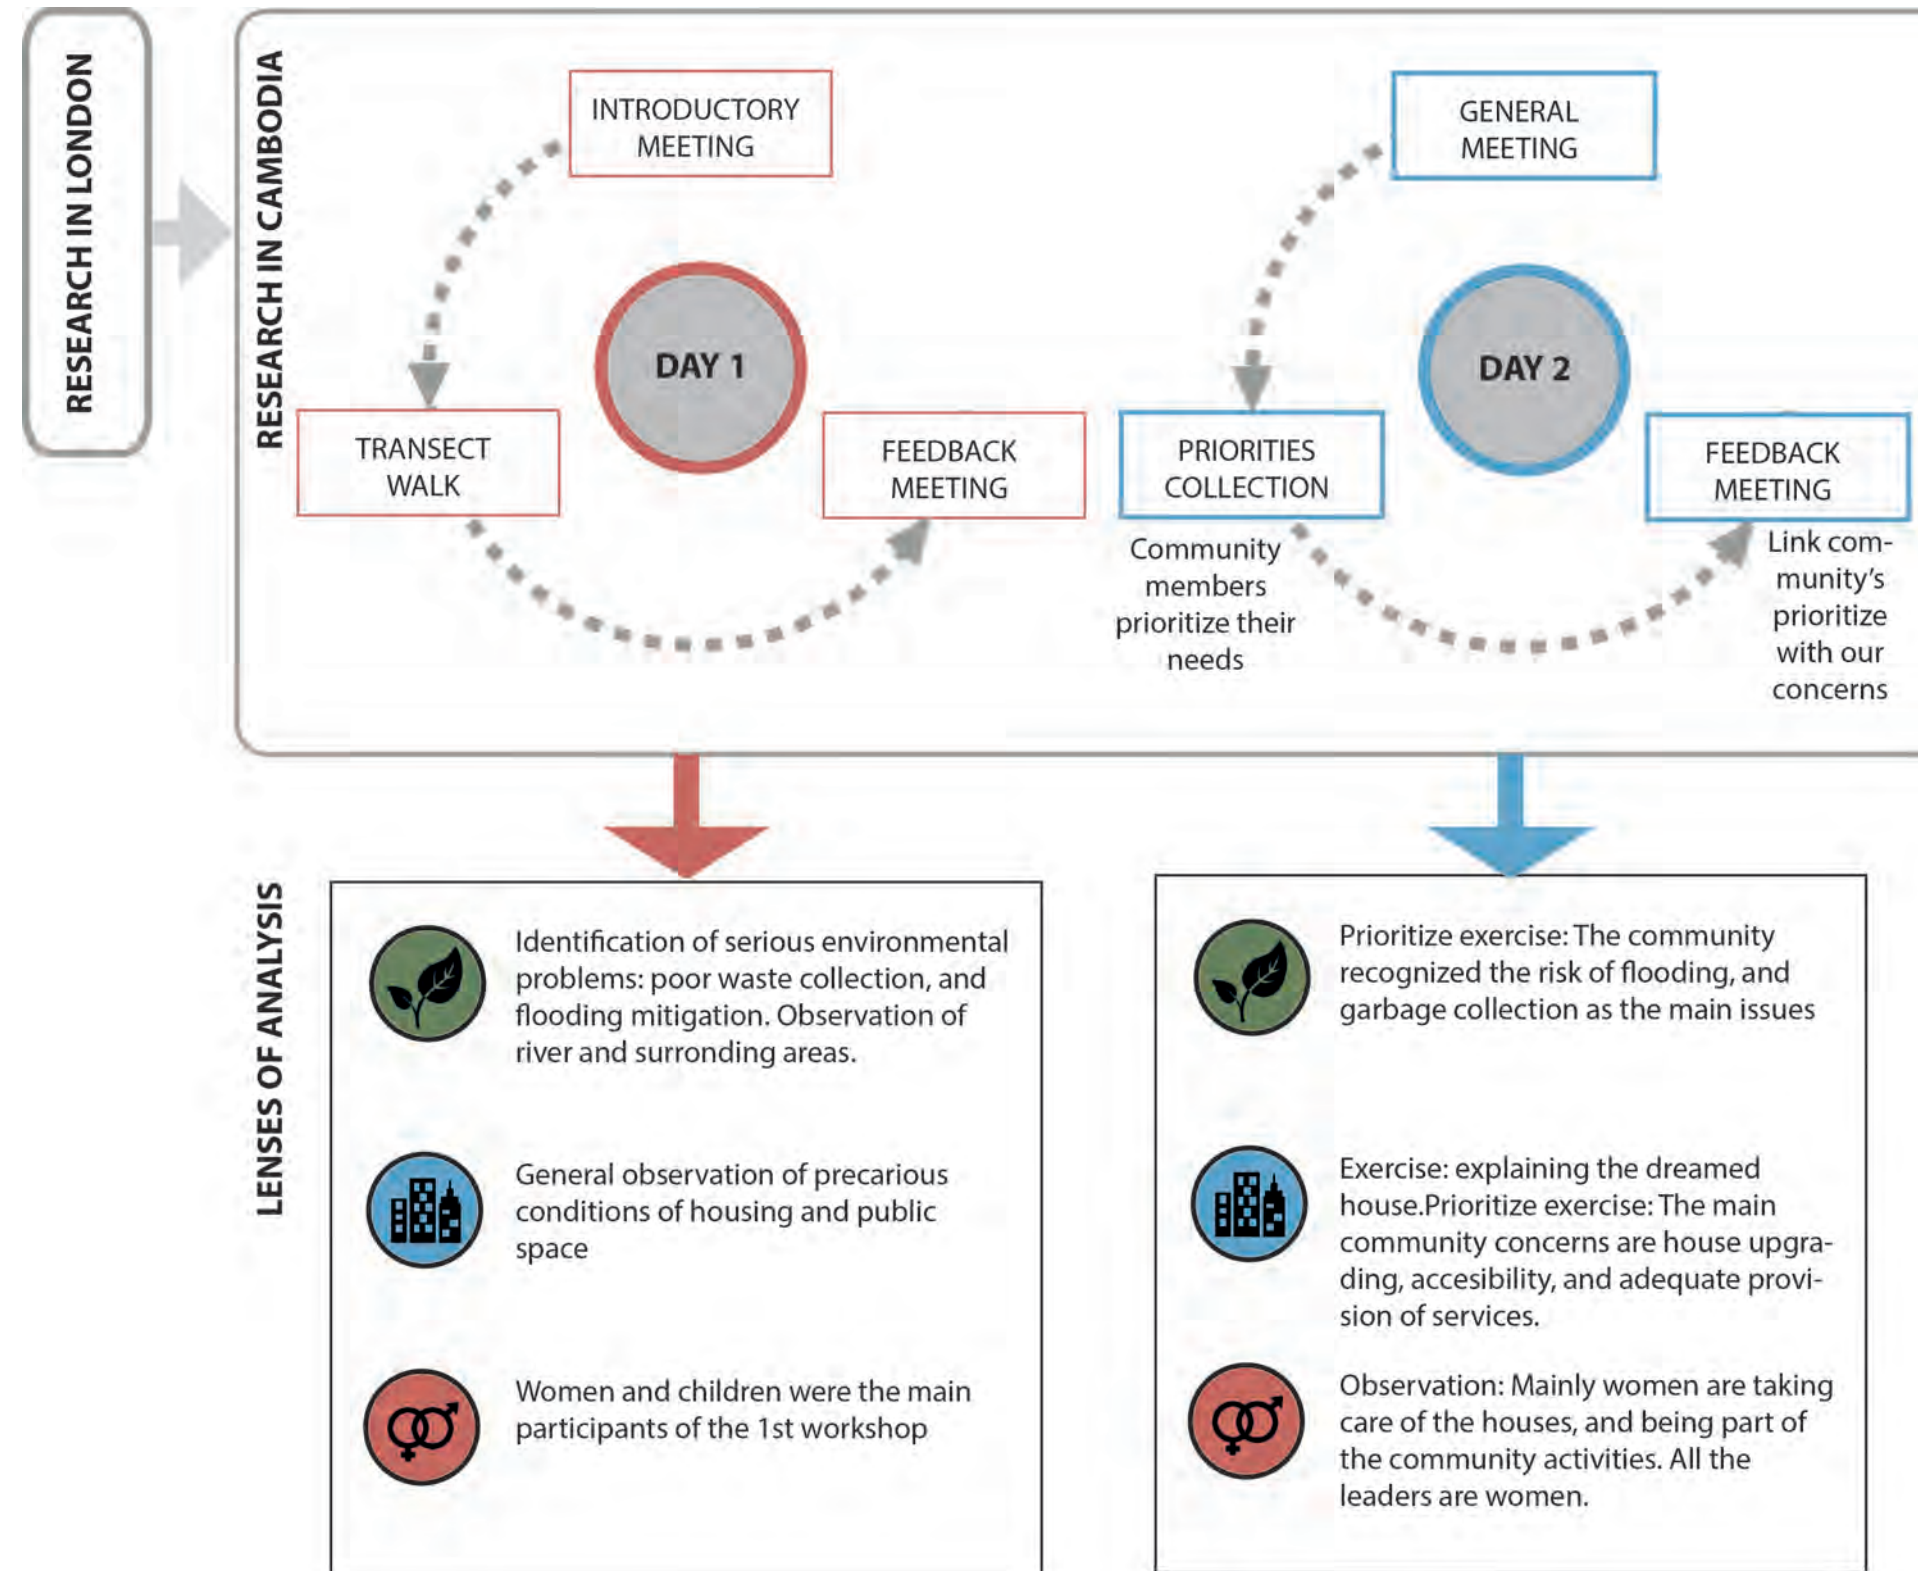 RESEARCH IN LONDON
RESEARCH IN CAMBODIA
INTRODUCTORY
MEETING
DAY 1
TRANSECT
WALK
FEEDBACK
MEETING
GENERAL
MEETING
DAY 2
PRIORITIES
COLLECTION
Community
members
prioritize their
needs
FEEDBACK
MEETING
Link com-
munity's
prioritize
with our
concerns
LENSES OF ANALYSIS
Identification of serious environmental
problems: poor waste collection, and
flooding mitigation. Observation of
river and surronding areas.
General observation of precarious
conditions of housing and public
space
Women and children were the main
participants of the 1st workshop
Prioritize exercise: The community
recognized the risk of flooding, and
garbage collection as the main issues
Exercise: explaining the dreamed
house.Prioritize exercise: The main
community concerns are house upgra-
ding, accesibility, and adequate provi-
sion of services.
Observation: Mainly women are taking
care of the houses, and being part of
the community activities. All the
leaders are women.